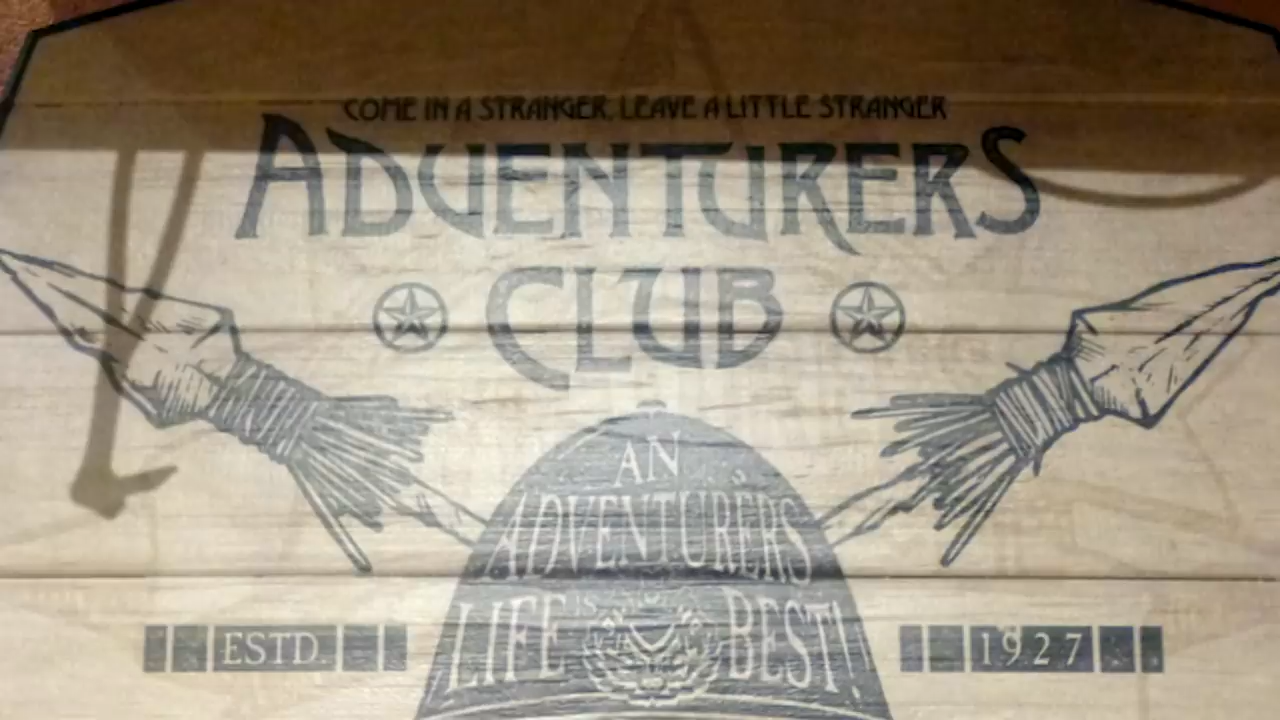 COME IN A STRANGER, LEAVE A LITTLE STRANGER
ADVENTURERS
CLUB
AN
ADVENTURERS
LIFE IS BEST!
ESTD. 1927